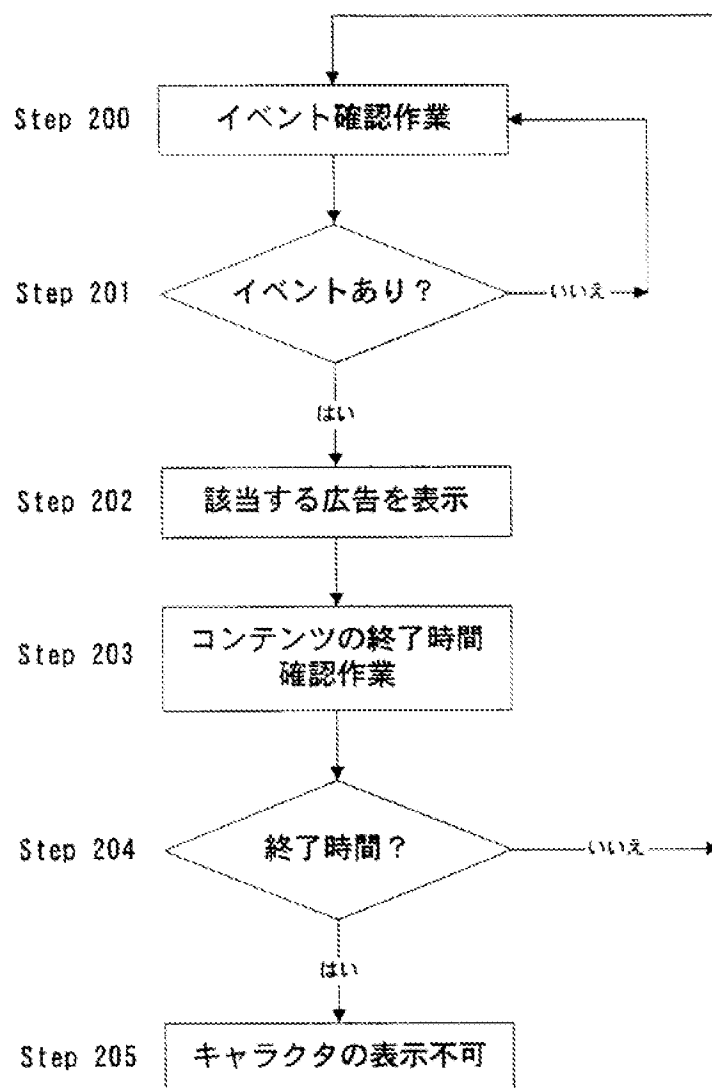 Step 200 イベント確認作業
Step 201 イベントあり？ いいえ
はい
Step 202 該当する広告を表示
Step 203 コンテンツの終了時間
確認作業
Step 204 終了時間？ いいえ
はい
Step 205 キャラクタの表示不可